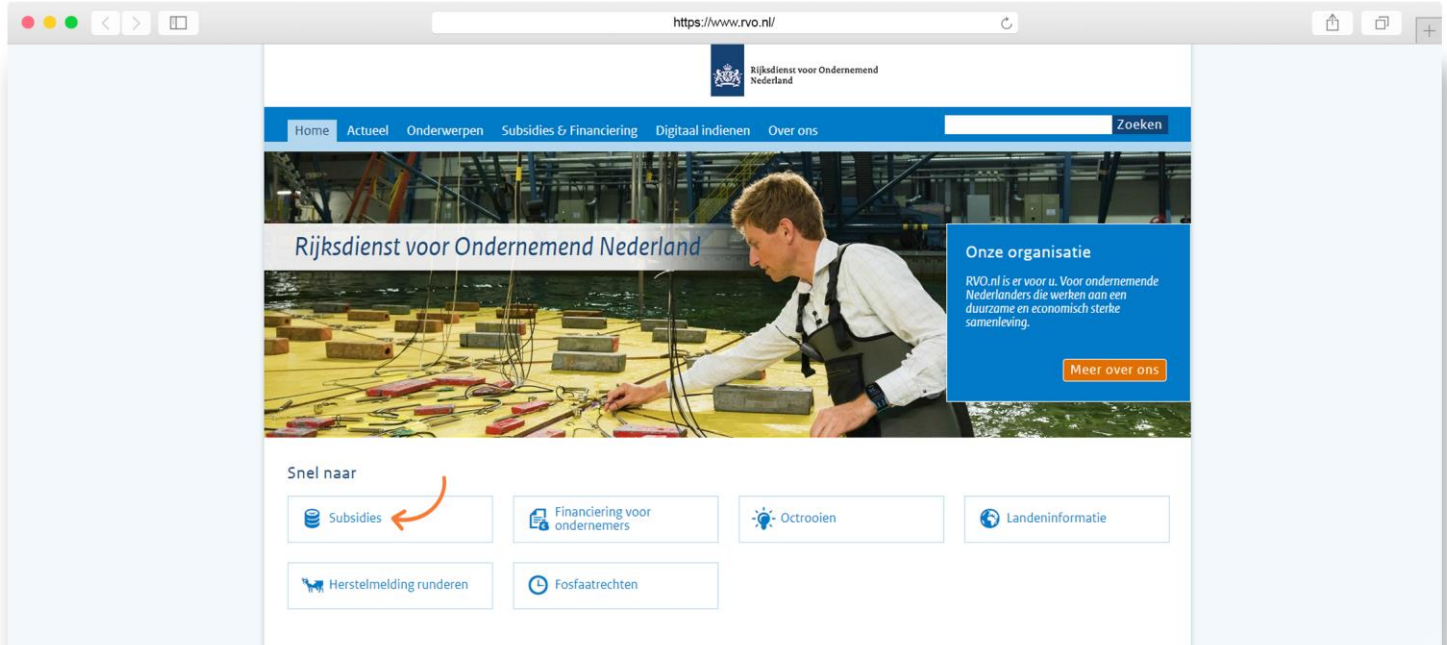 https://www.rvo.nl/
Rijksdienst voor Ondernemend
Nederland
Home Actueel Onderwerpen Subsidies & Financiering Digitaal indienen Over ons
Zoeken
Rijksdienst voor Ondernemend Nederland
Onze organisatie
RVO.nl is er voor u. Voor ondernemende
Nederlanders die werken aan een
duurzame en economisch sterke
samenleving.
Meer over ons
Snel naar
Subsidies
Financiering voor
ondernemers
Octrooien
Landeninformatie
Herstelmelding runderen
Fosfaatrechten